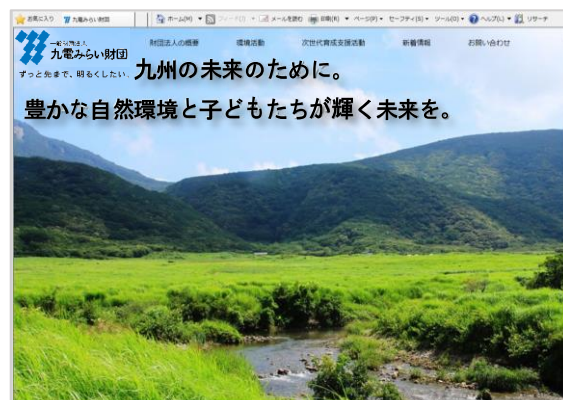 お気に入り 九電みらい財団 ホーム(M) フィード(J) メールを読む 印刷(R) ページ(P) セーフティ(S) ツール(O) ヘルプ(L) リサーチ
一般財団法人
九電みらい財団
ずっと先まで、明るくしたい。
財団法人の概要 環境活動 次世代育成支援活動 新着情報 お問い合わせ
九州の未来のために。
豊かな自然環境と子どもたちが輝く未来を。